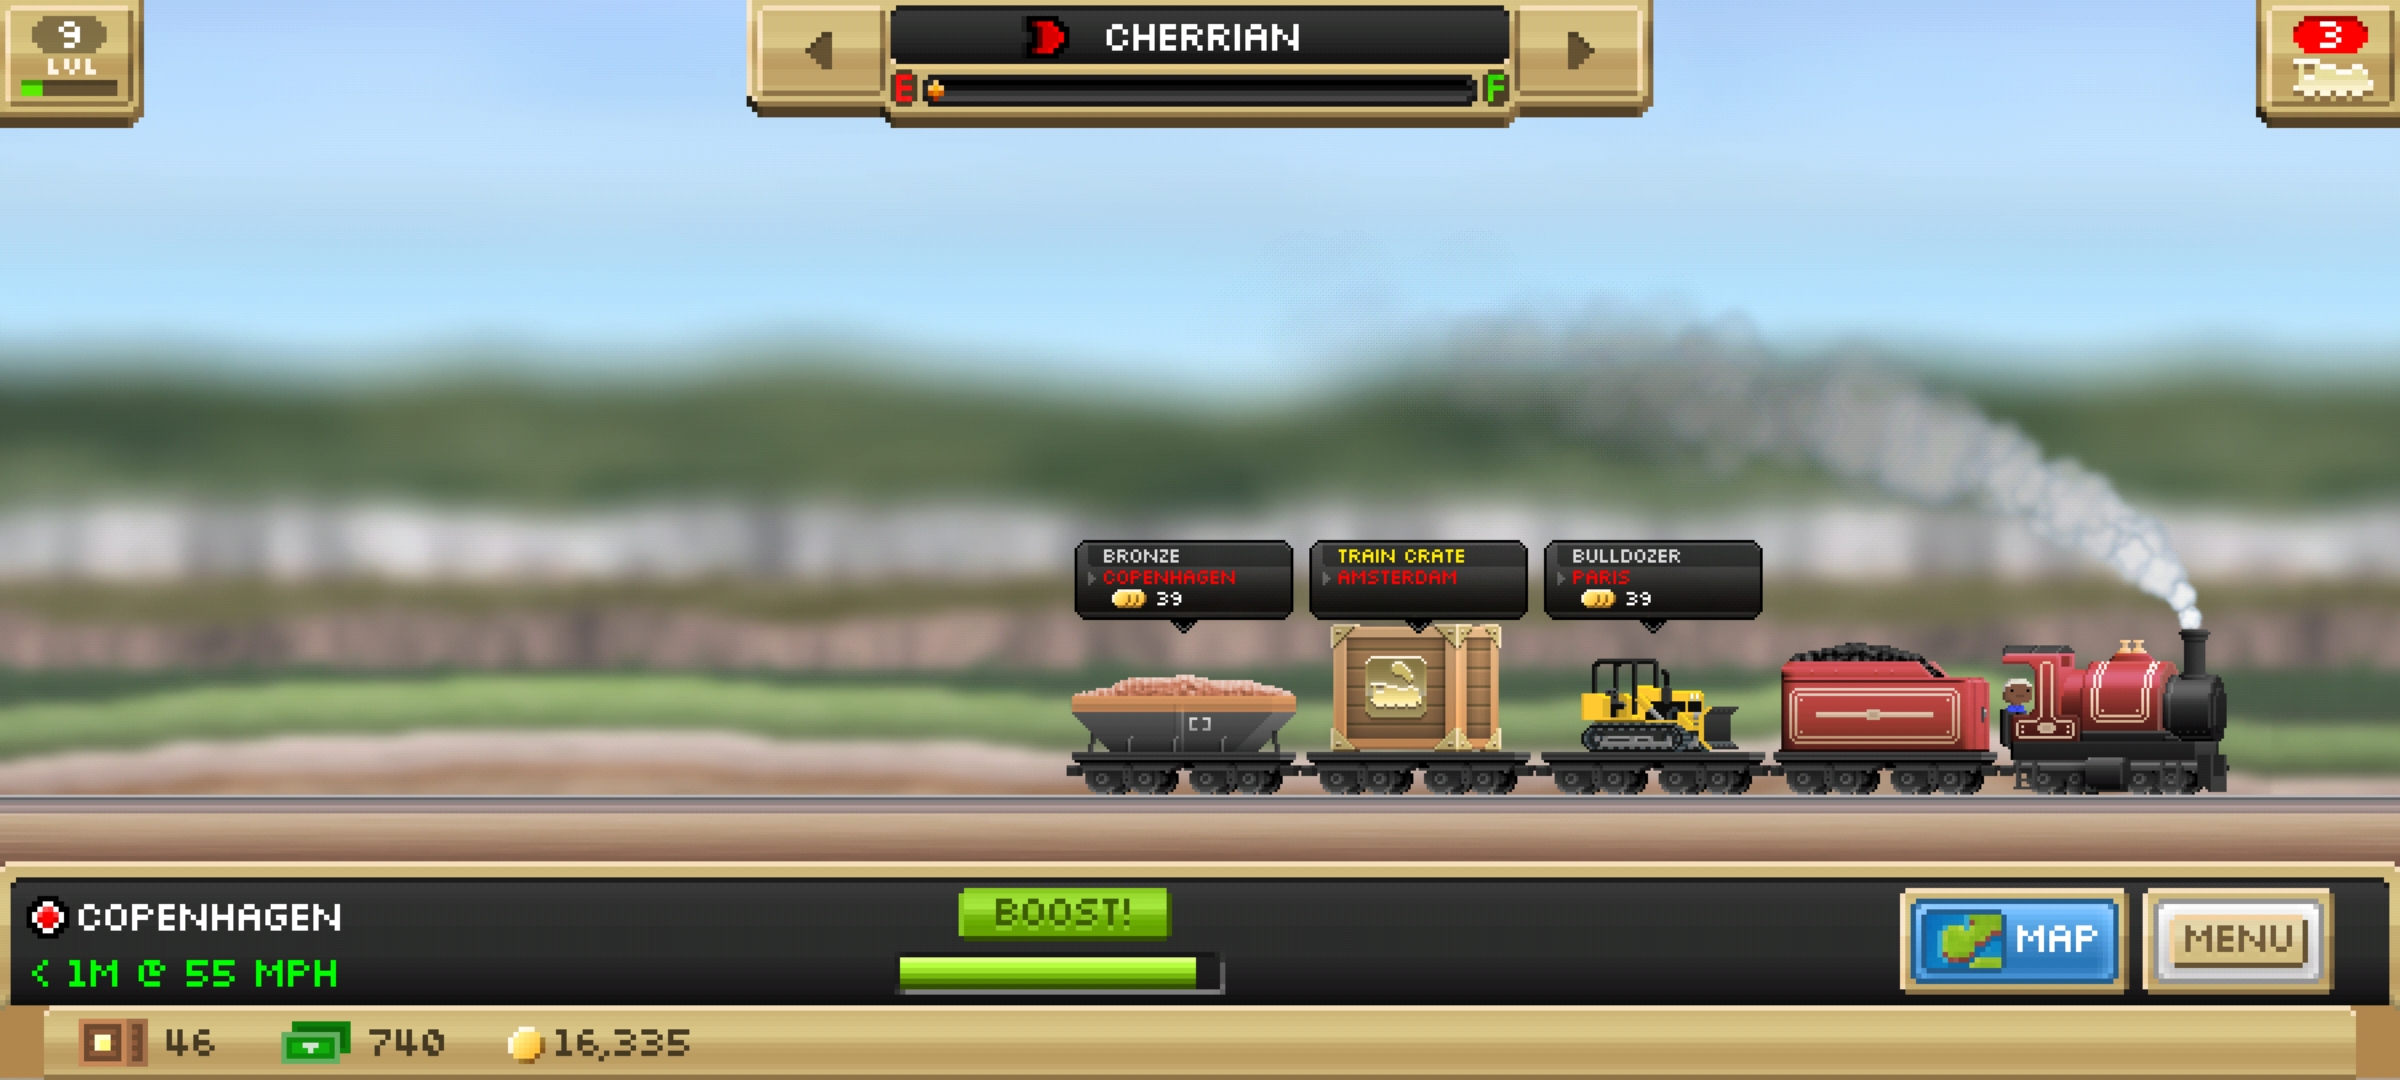 9
LVL
CHERRIAN
E
F
3
BRONZE
COPENHAGEN
39
TRAIN CRATE
AMSTERDAM
BULLDOZER
PARIS
39
COPENHAGEN
< 1M @ 55 MPH
BOOST!
MAP
MENU
46
740
16,335